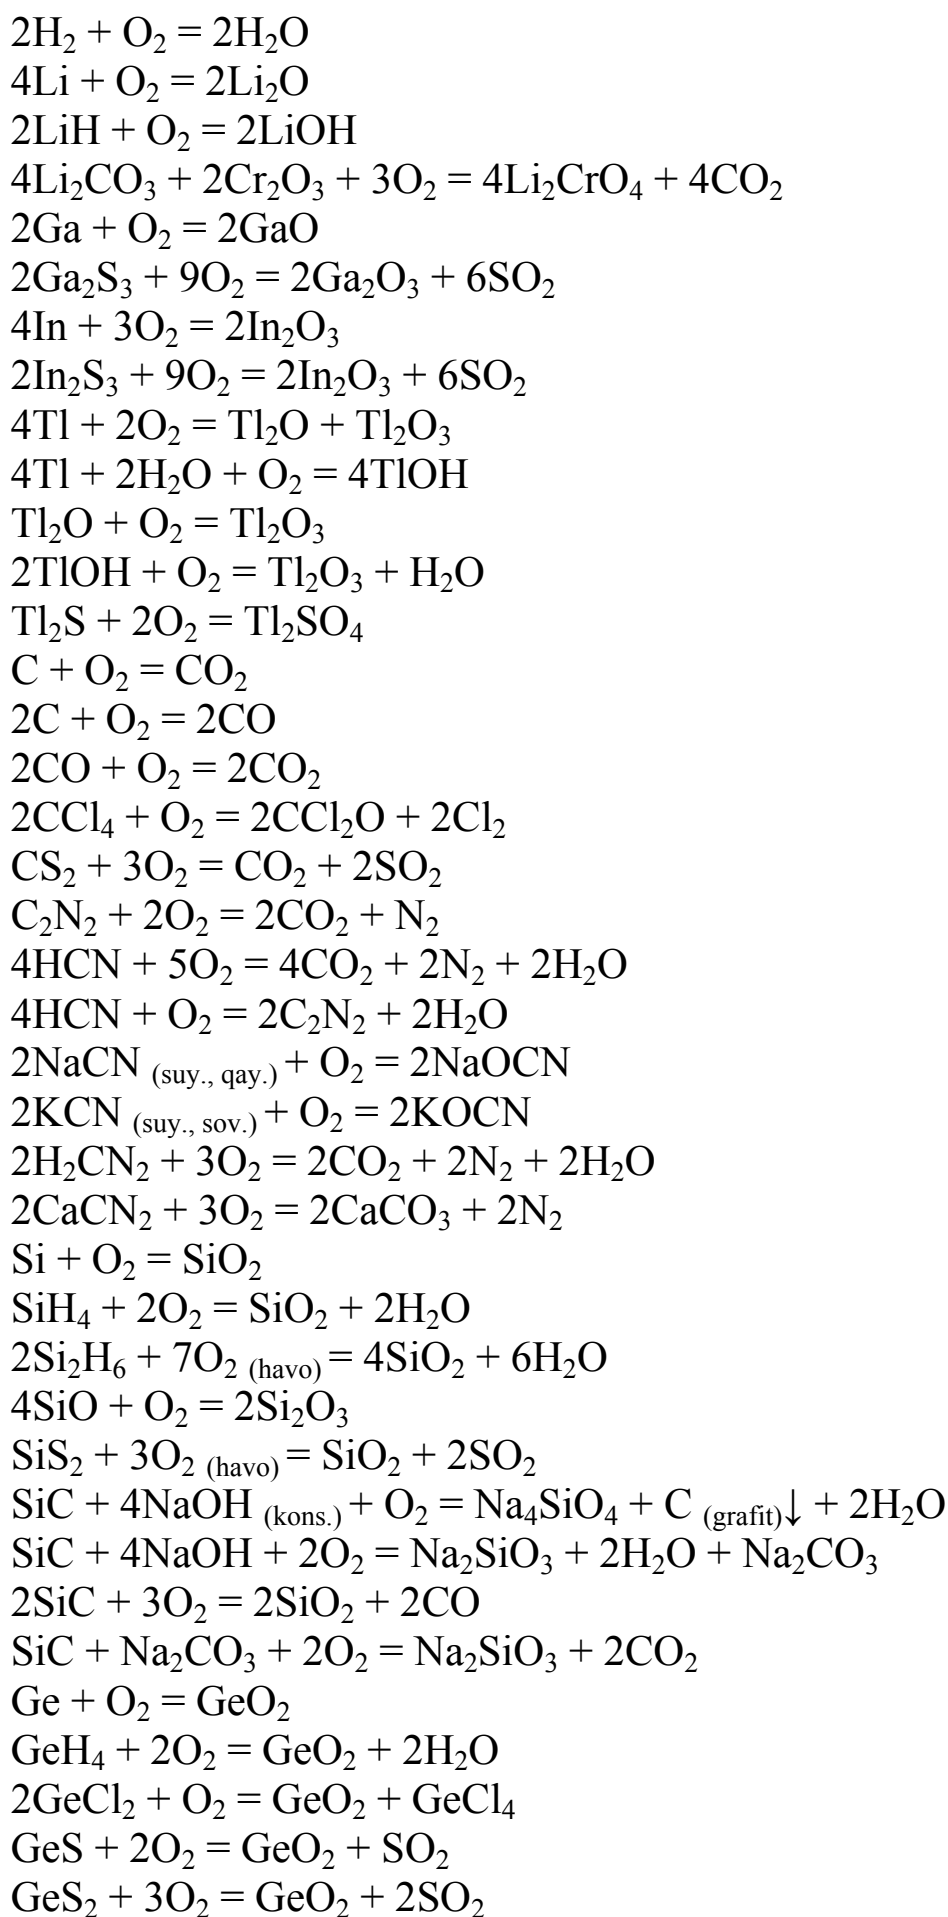 2H₂ + O₂ = 2H₂O
4Li + O₂ = 2Li₂O
2LiH + O₂ = 2LiOH
4Li₂CO₃ + 2Cr₂O₃ + 3O₂ = 4Li₂CrO₄ + 4CO₂
2Ga + O₂ = 2GaO
2Ga₂S₃ + 9O₂ = 2Ga₂O₃ + 6SO₂
4In + 3O₂ = 2In₂O₃
2In₂S₃ + 9O₂ = 2In₂O₃ + 6SO₂
4Tl + 2O₂ = Tl₂O + Tl₂O₃
4Tl + 2H₂O + O₂ = 4TlOH
Tl₂O + O₂ = Tl₂O₃
2TlOH + O₂ = Tl₂O₃ + H₂O
Tl₂S + 2O₂ = Tl₂SO₄
C + O₂ = CO₂
2C + O₂ = 2CO
2CO + O₂ = 2CO₂
2CCl₄ + O₂ = 2CCl₂O + 2Cl₂
CS₂ + 3O₂ = CO₂ + 2SO₂
C₂N₂ + 2O₂ = 2CO₂ + N₂
4HCN + 5O₂ = 4CO₂ + 2N₂ + 2H₂O
4HCN + O₂ = 2C₂N₂ + 2H₂O
2NaCN (suy., qay.) + O₂ = 2NaOCN
2KCN (suy., sov.) + O₂ = 2KOCN
2H₂CN₂ + 3O₂ = 2CO₂ + 2N₂ + 2H₂O
2CaCN₂ + 3O₂ = 2CaCO₃ + 2N₂
Si + O₂ = SiO₂
SiH₄ + 2O₂ = SiO₂ + 2H₂O
2Si₂H₆ + 7O₂ (havo) = 4SiO₂ + 6H₂O
4SiO + O₂ = 2Si₂O₃
SiS₂ + 3O₂ (havo) = SiO₂ + 2SO₂
SiC + 4NaOH (kons.) + O₂ = Na₄SiO₄ + C (grafit)↓ + 2H₂O
SiC + 4NaOH + 2O₂ = Na₂SiO₃ + 2H₂O + Na₂CO₃
2SiC + 3O₂ = 2SiO₂ + 2CO
SiC + Na₂CO₃ + 2O₂ = Na₂SiO₃ + 2CO₂
Ge + O₂ = GeO₂
GeH₄ + 2O₂ = GeO₂ + 2H₂O
2GeCl₂ + O₂ = GeO₂ + GeCl₄
GeS + 2O₂ = GeO₂ + SO₂
GeS₂ + 3O₂ = GeO₂ + 2SO₂